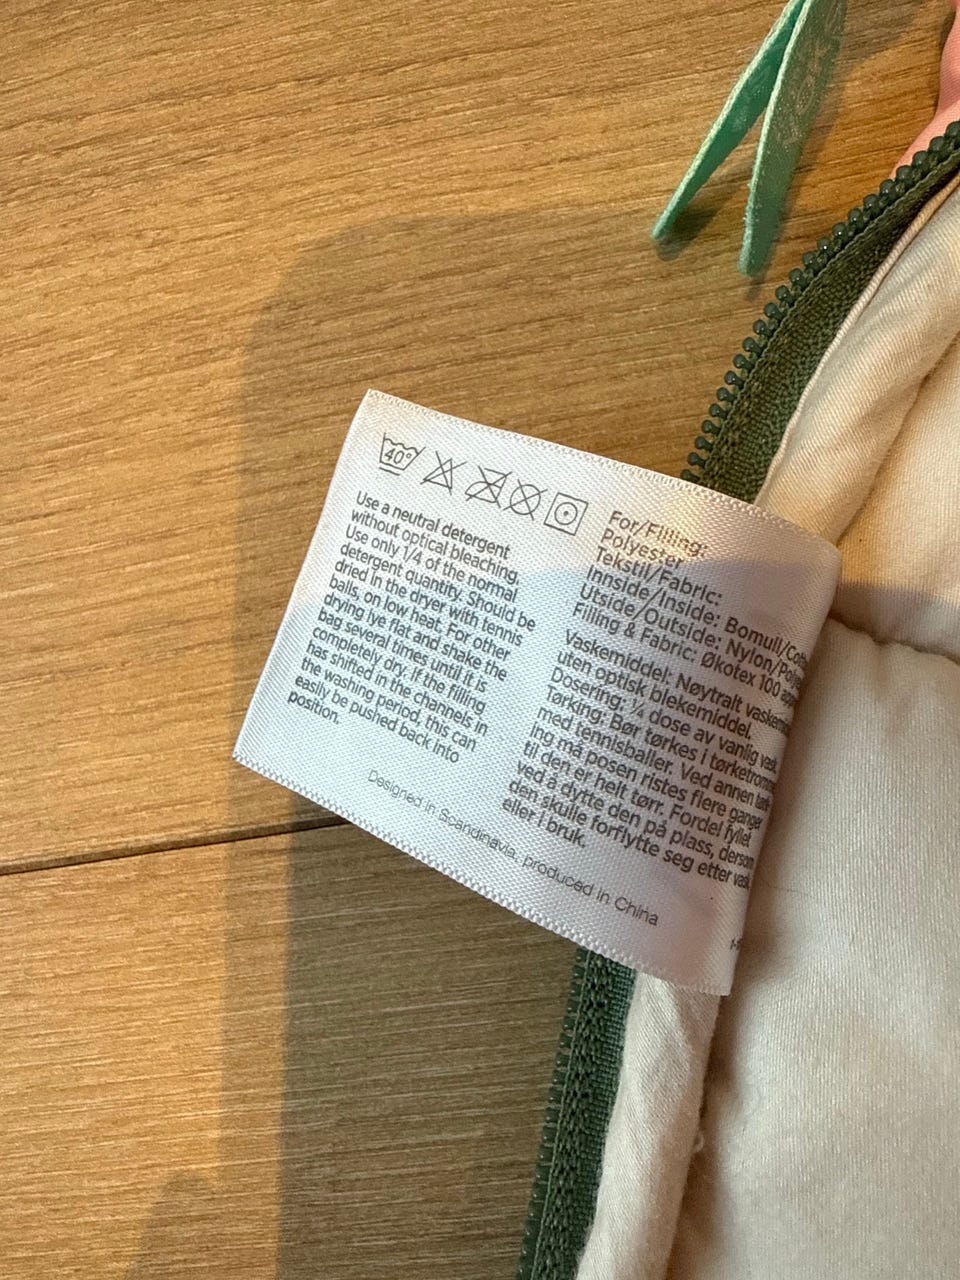 40°
Use a neutral detergent
without optical bleaching.
Use only 1/4 of the normal
detergent quantity. Should be
dried in the dryer with tennis
balls, on low heat. For other
drying lye flat and shake the
bag several times until it is
completely dry. If the filling
has shifted in the channels in
the washing period, this can
easily be pushed back into
position.
For/Filling:
Polyester
Tekstil/Fabric:
Innside/Inside: Bomull/
Utside/Outside: Nylon/
Filling & Fabric: Økotex 100
Vaskemiddel: Nøytralt
uten optisk blekemiddel.
Dosering: ¼ dose av vanlig
Tørking: Bør tørkes i
med tennisballer. Ved annen
ing må posen ristes flere ganger
til den er helt tørr. Fordel fyllet
ved å dytte den på plass, dersom
den skulle forflytte seg etter vask
eller i bruk.
Designed in Scandinavia, produced in China